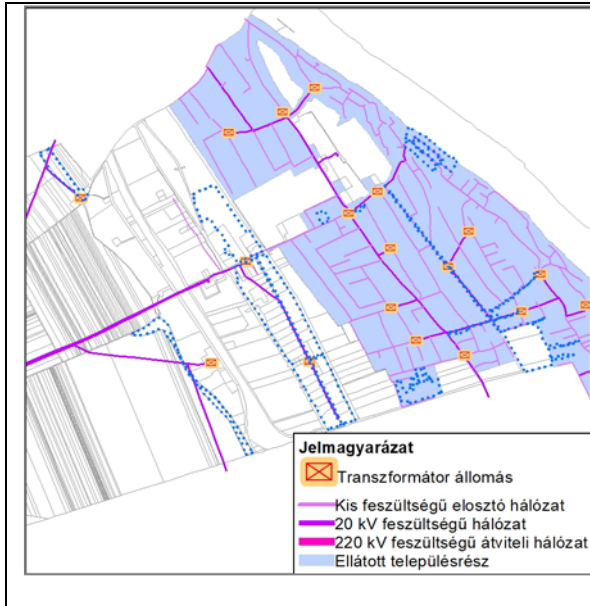 Jelmagyarázat
Transzformátor állomás
Kis feszültségű elosztó hálózat
20 kV feszültségű hálózat
220 kV feszültségű átviteli hálózat
Ellátott településrész